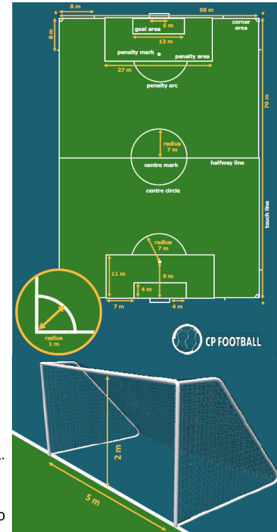 8 m
50 m
corner
area
5 m
goal area
8 m
13 m
penalty mark
penalty area
27 m
penalty arc
70 m
radius
7 m
centre mark
halfway line
centre circle
touch line
radius
7 m
11 m
9 m
4 m
7 m
4 m
radius
1 m
CP FOOTBALL
2 m
5 m